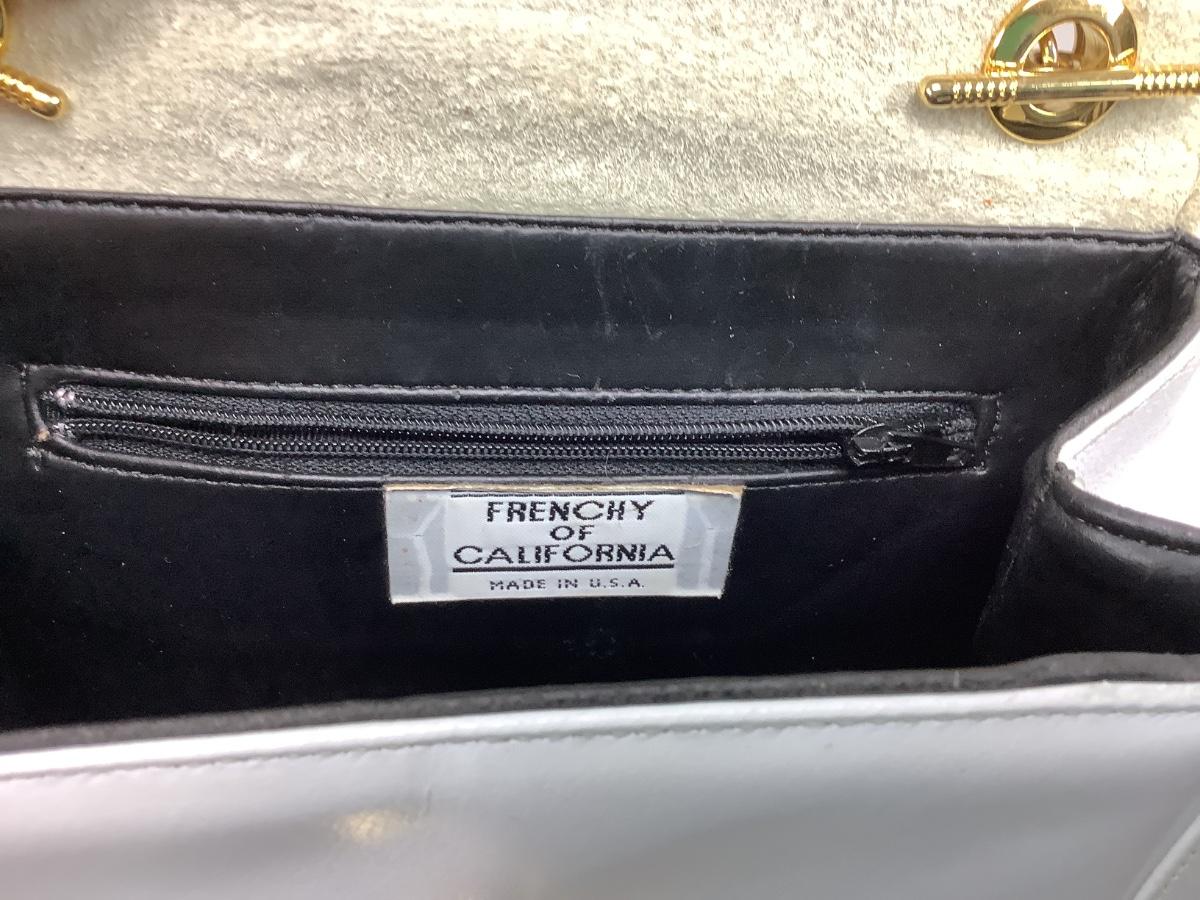 FRENCHY
OF
CALIFORNIA
MADE IN U.S.A.